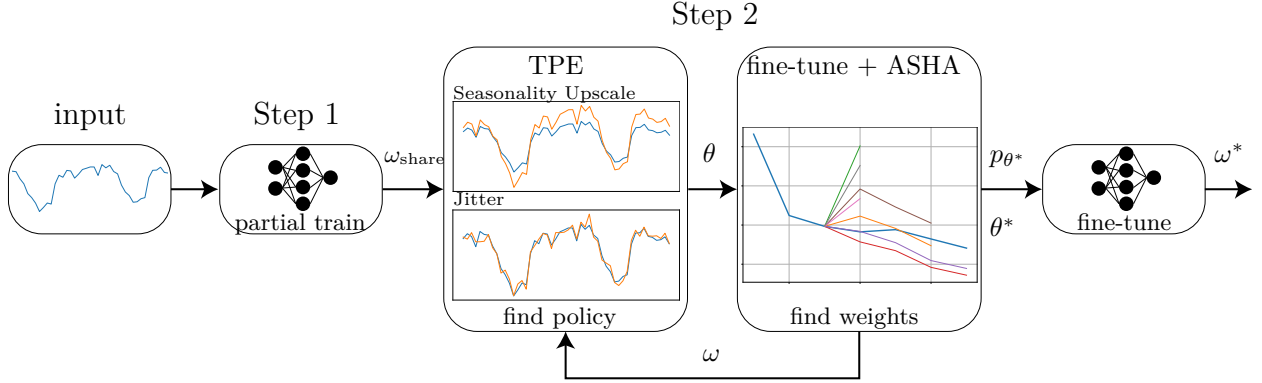 Step 2
input
Step 1
partial train
ω_share
TPE
Seasonality Upscale
Jitter
find policy
θ
fine-tune + ASHA
find weights
ω
p_θ*
θ*
fine-tune
ω*